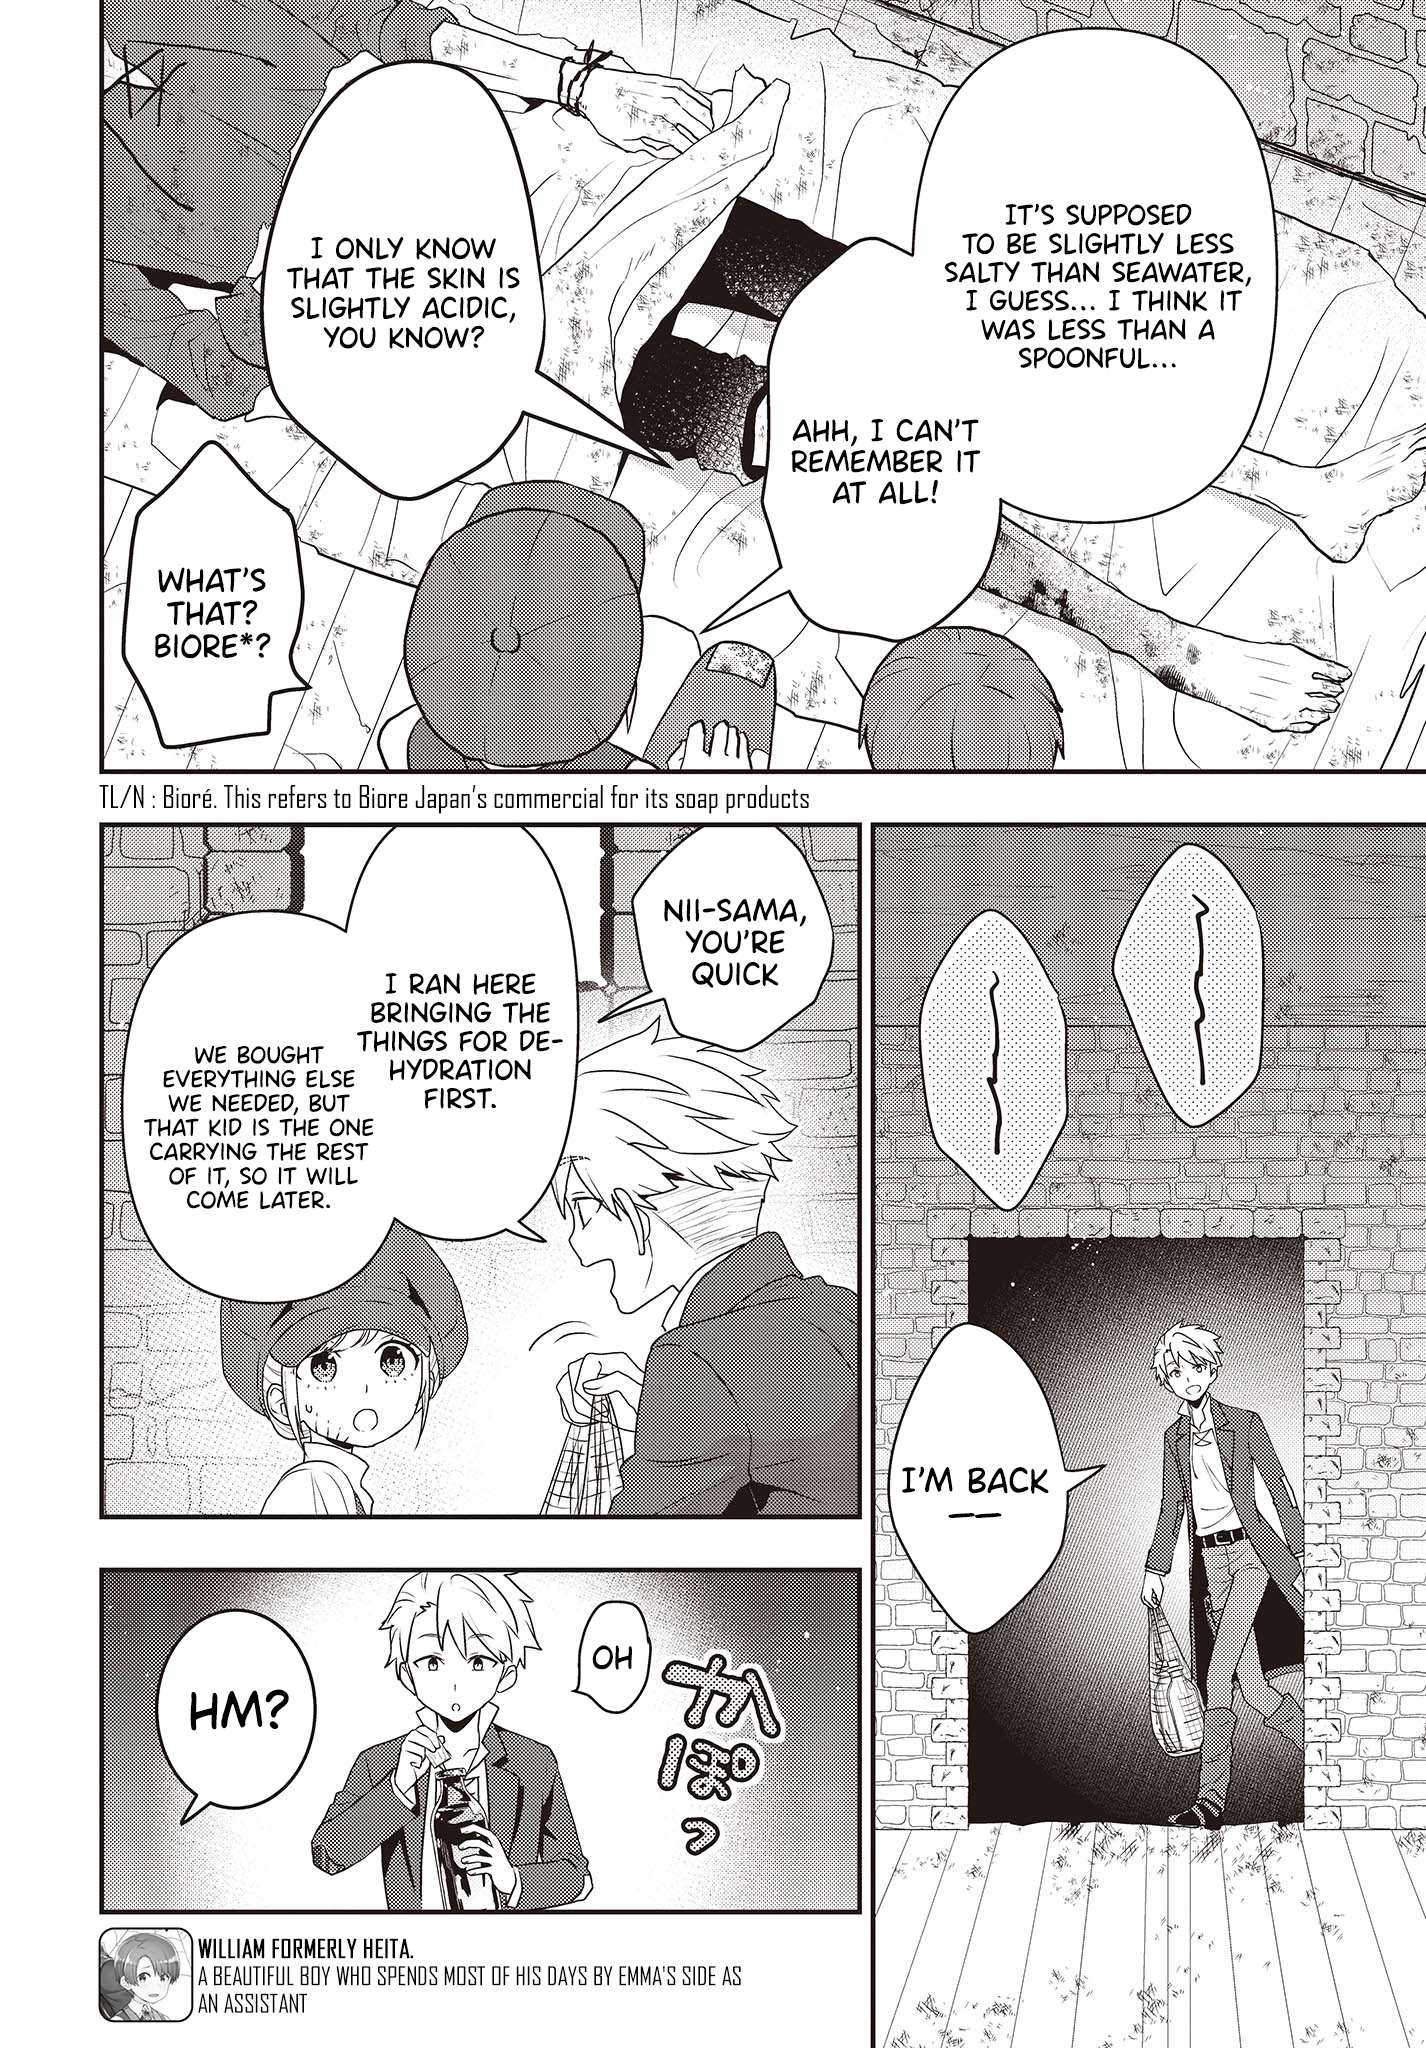 IT'S SUPPOSED
TO BE SLIGHTLY LESS
SALTY THAN SEAWATER,
I GUESS... I THINK IT
WAS LESS THAN A
SPOONFUL...
AHH, I CAN'T
REMEMBER IT
AT ALL!
I ONLY KNOW
THAT THE SKIN IS
SLIGHTLY ACIDIC,
YOU KNOW?
WHAT'S
THAT?
BIORE*?
TL/N : Bioré. This refers to Biore Japan's commercial for its soap products
I'M BACK
——
NII-SAMA,
YOU'RE
QUICK
I RAN HERE
BRINGING THE
THINGS FOR DE-
HYDRATION
FIRST.
WE BOUGHT
EVERYTHING ELSE
WE NEEDED, BUT
THAT KID IS THE ONE
CARRYING THE REST
OF IT, SO IT WILL
COME LATER.
かぽっ
OH
HM?
WILLIAM FORMERLY HEITA.
A BEAUTIFUL BOY WHO SPENDS MOST OF HIS DAYS BY EMMA'S SIDE AS
AN ASSISTANT